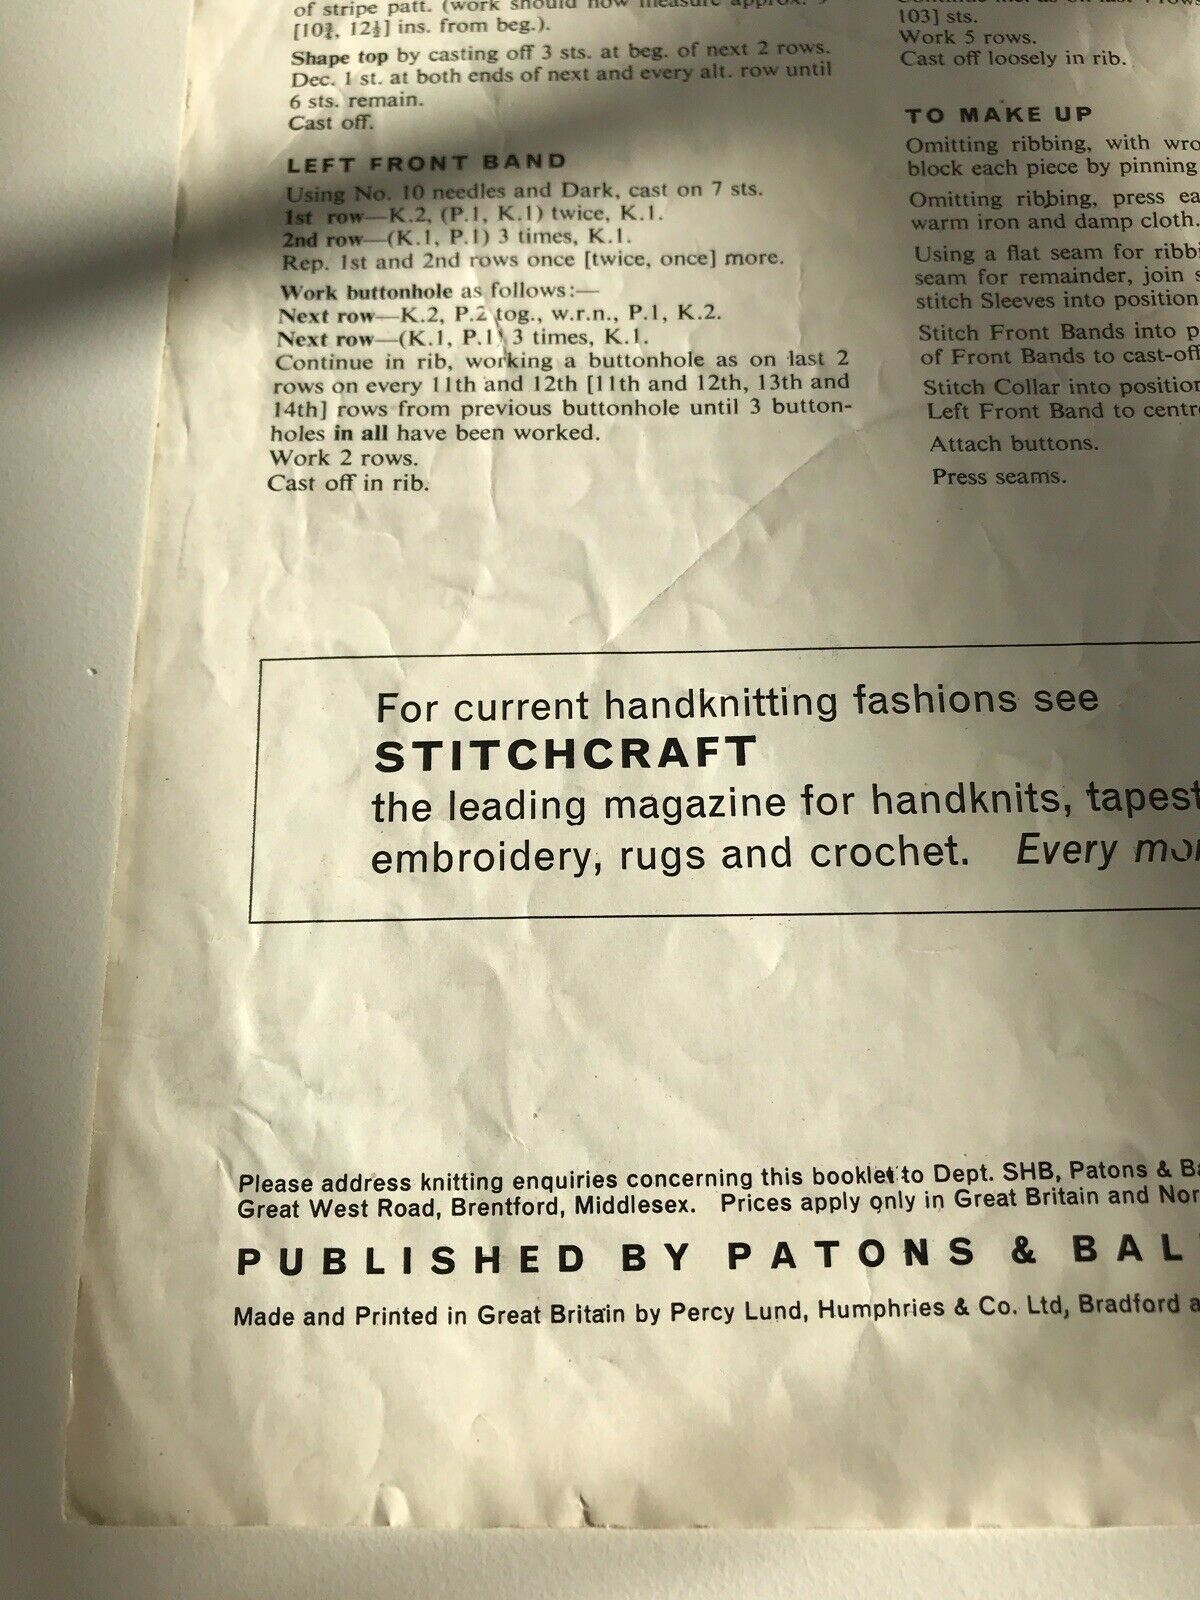 of stripe patt. (work should now measure approx. 9
[10¾, 12½] ins. from beg.).
Shape top by casting off 3 sts. at beg. of next 2 rows.
Dec. 1 st. at both ends of next and every alt. row until
6 sts. remain.
Cast off.
LEFT FRONT BAND
Using No. 10 needles and Dark, cast on 7 sts.
1st row—K.2, (P.1, K.1) twice, K.1.
2nd row—(K.1, P.1) 3 times, K.1.
Rep. 1st and 2nd rows once [twice, once] more.
Work buttonhole as follows:—
Next row—K.2, P.2 tog., w.r.n., P.1, K.2.
Next row—(K.1, P.1) 3 times, K.1.
Continue in rib, working a buttonhole as on last 2
rows on every 11th and 12th [11th and 12th, 13th and
14th] rows from previous buttonhole until 3 button-
holes in all have been worked.
Work 2 rows.
Cast off in rib.
103] sts.
Work 5 rows.
Cast off loosely in rib.
TO MAKE UP
Omitting ribbing, with wro
block each piece by pinning
Omitting ribbing, press ea
warm iron and damp cloth.
Using a flat seam for ribbi
seam for remainder, join s
stitch Sleeves into position
Stitch Front Bands into p
of Front Bands to cast-off
Stitch Collar into position
Left Front Band to centr
Attach buttons.
Press seams.
For current handknitting fashions see
STITCHCRAFT
the leading magazine for handknits, tapest
embroidery, rugs and crochet. Every mon
Please address knitting enquiries concerning this booklet to Dept. SHB, Patons & Ba
Great West Road, Brentford, Middlesex. Prices apply only in Great Britain and Nor
PUBLISHED BY PATONS & BAL
Made and Printed in Great Britain by Percy Lund, Humphries & Co. Ltd, Bradford a